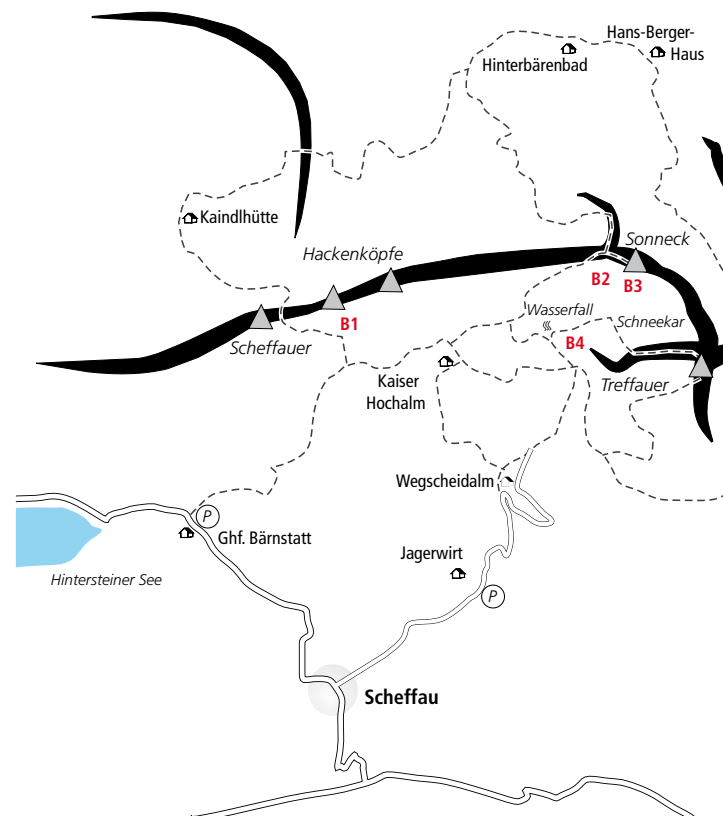 Hans-Berger-
Haus
Hinterbärenbad
Kaindlhütte
Hackenköpfe
Sonneck
B2
B3
Wasserfall
Schneekar
B1
B4
Scheffauer
Kaiser
Hochalm
Treffauer
Wegscheidalm
P
Ghf. Bärnstatt
Jagerwirt
Hintersteiner See
P
Scheffau